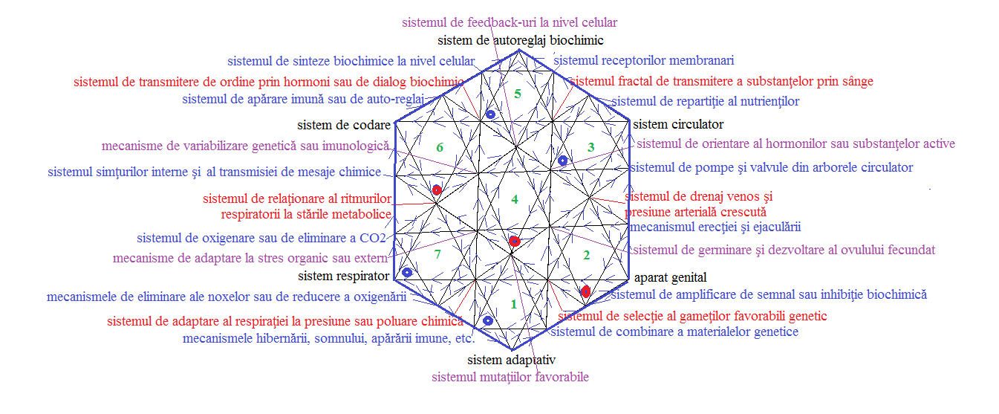 sistemul de feedback-uri la nivel celular
sistem de autoreglaj biochimic
sistemul de sinteze biochimice la nivel celular
sistemul receptorilor membranari
sistemul de transmitere de ordine prin hormoni sau de dialog biochimic
sistemul fractal de transmitere a substanţelor prin sânge
5
sistemul de apărare imună sau de auto-reglaj
sistemul de repartiţie al nutrienţilor
sistem de codare
sistem circulator
mecanisme de variabilizare genetică sau imunologică
6
3
sistemul de orientare al hormonilor sau substanţelor active
sistemul simţurilor interne şi al transmisiei de mesaje chimice
sistemul de pompe şi valvule din arborele circulator
sistemul de relaţionare al ritmurilor
respiratorii la stările metabolice
4
sistemul de drenaj venos şi
presiune arterială crescută
mecanismul erecţiei şi ejaculării
sistemul de oxigenare sau de eliminare a CO2
sistemul de germinare şi dezvoltare al ovulului fecundat
mecanisme de adaptare la stres organic sau extern
7
2
sistem respirator
aparat genital
mecanismele de eliminare ale noxelor sau de reducere a oxigenării
sistemul de amplificare de semnal sau inhibiţie biochimică
1
sistemul de adaptare al respiraţiei la presiune sau poluare chimică
sistemul de selecţie al gameţilor favorabili genetic
mecanismele hibernării, somnului, apărării imune, etc.
sistemul de combinare a materialelor genetice
sistem adaptativ
sistemul mutaţiilor favorabile